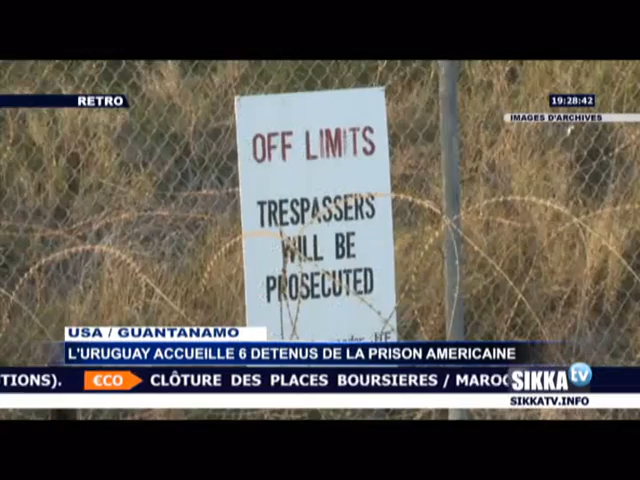 RETRO
19:28:42
IMAGES D'ARCHIVES
OFF LIMITS
TRESPASSERS
WILL BE
PROSECUTED
USA / GUANTANAMO
L'URUGUAY ACCUEILLE 6 DETENUS DE LA PRISON AMERICAINE
TIONS). ECO CLÔTURE DES PLACES BOURSIERES / MAROC
SIKKA tv
SIKKATV.INFO